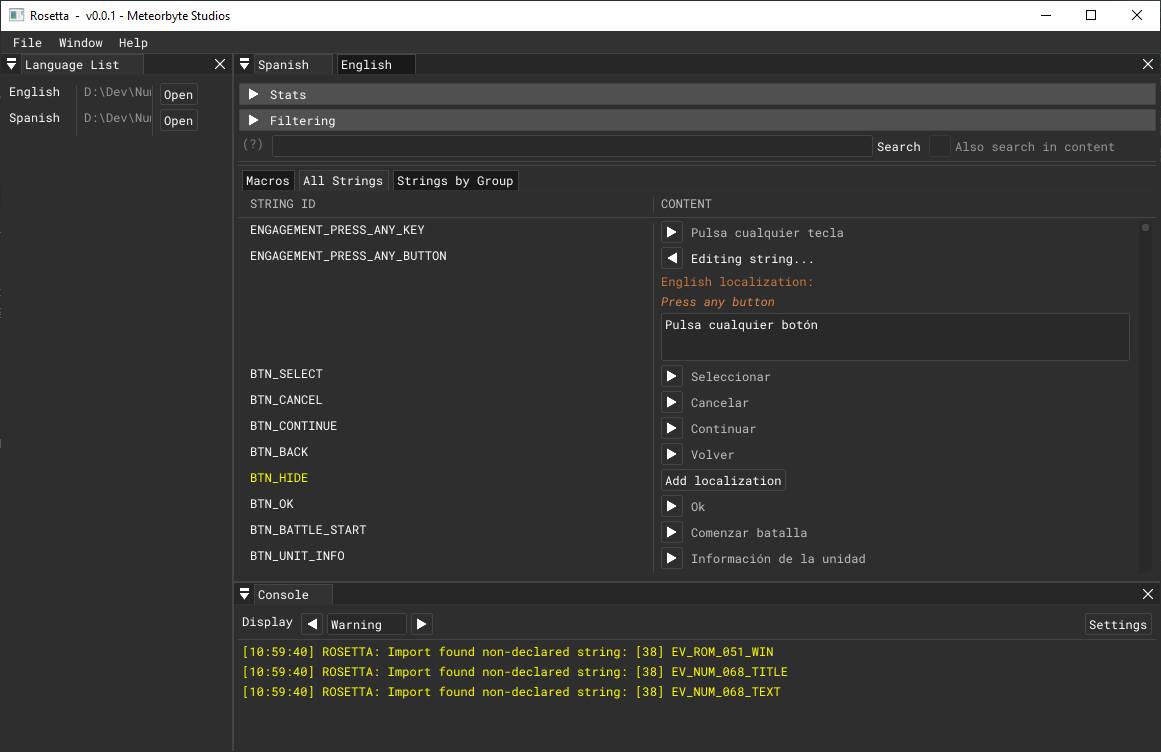 Rosetta - v0.0.1 - Meteorbyte Studios
File Window Help
Language List
English D:\Dev\Nu Open
Spanish D:\Dev\Nu Open
Spanish English
Stats
Filtering
(?) Search Also search in content
Macros All Strings Strings by Group
STRING ID CONTENT
ENGAGEMENT_PRESS_ANY_KEY Pulsa cualquier tecla
ENGAGEMENT_PRESS_ANY_BUTTON Editing string...
English localization:
Press any button
Pulsa cualquier botón
BTN_SELECT Seleccionar
BTN_CANCEL Cancelar
BTN_CONTINUE Continuar
BTN_BACK Volver
BTN_HIDE Add localization
BTN_OK Ok
BTN_BATTLE_START Comenzar batalla
BTN_UNIT_INFO Información de la unidad
Console
Display Warning Settings
[10:59:40] ROSETTA: Import found non-declared string: [38] EV_ROM_051_WIN
[10:59:40] ROSETTA: Import found non-declared string: [38] EV_NUM_068_TITLE
[10:59:40] ROSETTA: Import found non-declared string: [38] EV_NUM_068_TEXT